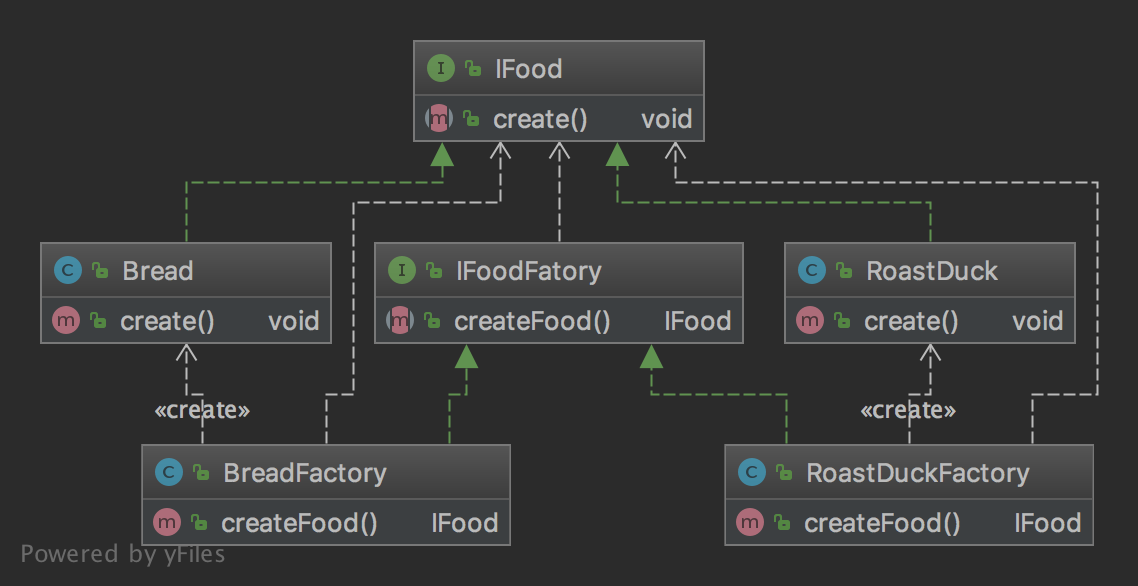 I IFood
m create() void
C Bread
m create() void
I IFoodFatory
m createFood() IFood
C RoastDuck
m create() void
«create»
«create»
C BreadFactory
m createFood() IFood
C RoastDuckFactory
m createFood() IFood
Powered by yFiles